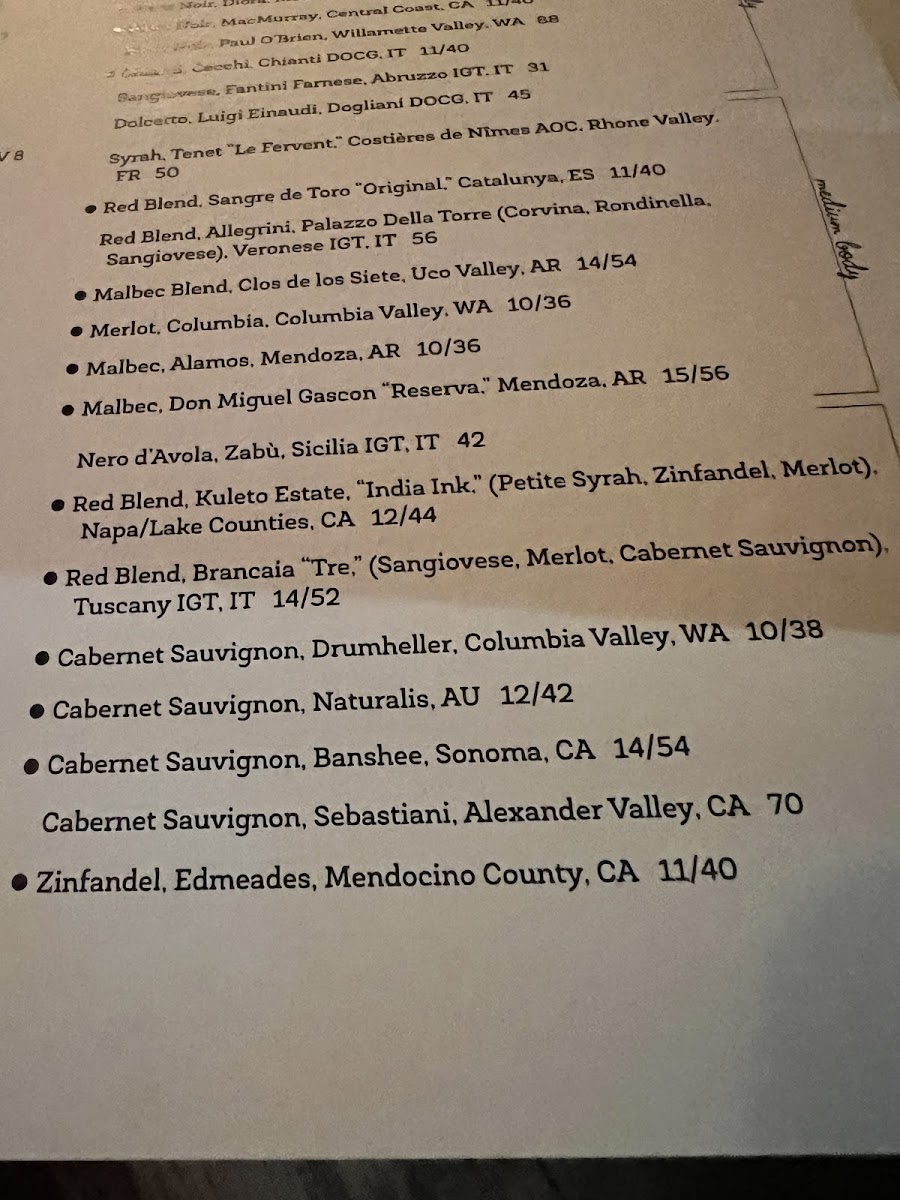 Noir,
MacMurray, Central Coast, CA 11/40
Paul O'Brien, Willamette Valley, WA 68
Cecchi, Chianti DOCG, IT 11/40
Sangiovese, Fantini Farnese, Abruzzo IGT, IT 31
Dolcetto, Luigi Einaudi, Dogliani DOCG, IT 45
V 8
Syrah, Tenet "Le Fervent," Costières de Nîmes AOC, Rhone Valley,
FR 50
• Red Blend, Sangre de Toro "Original," Catalunya, ES 11/40
Red Blend, Allegrini, Palazzo Della Torre (Corvina, Rondinella,
Sangiovese), Veronese IGT, IT 56
medium body
• Malbec Blend, Clos de los Siete, Uco Valley, AR 14/54
• Merlot, Columbia, Columbia Valley, WA 10/36
• Malbec, Alamos, Mendoza, AR 10/36
• Malbec, Don Miguel Gascon "Reserva," Mendoza, AR 15/56
Nero d'Avola, Zabù, Sicilia IGT, IT 42
• Red Blend, Kuleto Estate, "India Ink," (Petite Syrah, Zinfandel, Merlot),
Napa/Lake Counties, CA 12/44
• Red Blend, Brancaia "Tre," (Sangiovese, Merlot, Cabernet Sauvignon),
Tuscany IGT, IT 14/52
• Cabernet Sauvignon, Drumheller, Columbia Valley, WA 10/38
• Cabernet Sauvignon, Naturalis, AU 12/42
• Cabernet Sauvignon, Banshee, Sonoma, CA 14/54
Cabernet Sauvignon, Sebastiani, Alexander Valley, CA 70
• Zinfandel, Edmeades, Mendocino County, CA 11/40